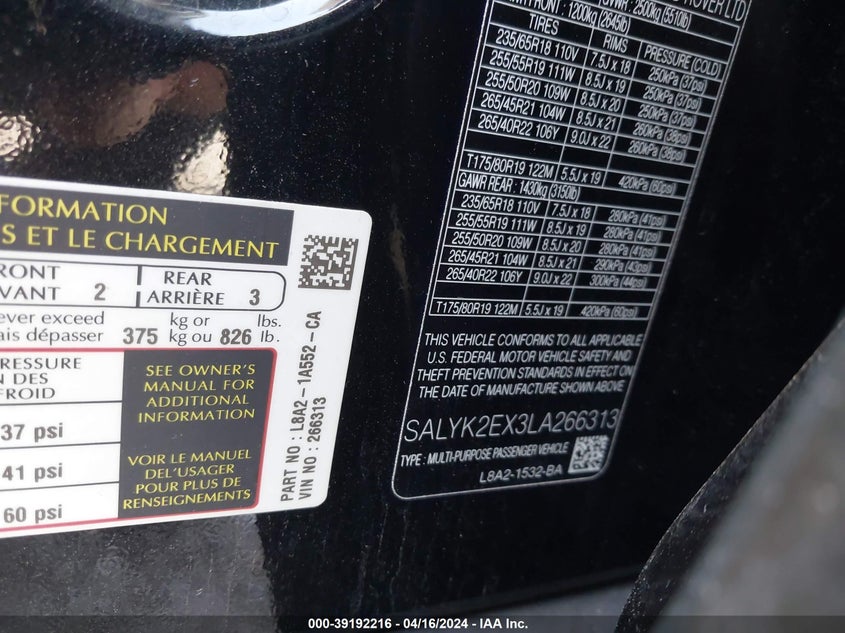 FORMATION
S ET LE CHARGEMENT
RONT
VANT 2
REAR
ARRIÈRE 3
ever exceed
ais dépasser 375 kg or
kg ou 826 lbs.
lb.
RESSURE
N DES
FROID
37 psi
41 psi
60 psi
SEE OWNER'S
MANUAL FOR
ADDITIONAL
INFORMATION
VOIR LE MANUEL
DEL'USAGER
POUR PLUS DE
RENSEIGNEMENTS
PART NO : L8A2-1A552-CA
VIN NO : 266313
ROVER LTD
GVWR : 2500kg (5510lb)
FRONT : 1200kg (2645lb)
TIRES RIMS PRESSURE (COLD)
235/65R18 110V 7.5J x 18 250kPa (37psi)
255/55R19 111W 8.5J x 19 250kPa (37psi)
255/50R20 109W 8.5J x 20 250kPa (37psi)
265/45R21 104W 8.5J x 21 260kPa (38psi)
265/40R22 106Y 9.0J x 22 260kPa (38psi)
T175/80R19 122M 5.5J x 19 420kPa (60psi)
GAWR REAR : 1430kg (3150lb)
235/65R18 110V 7.5J x 18 280kPa (41psi)
255/55R19 111W 8.5J x 19 280kPa (41psi)
255/50R20 109W 8.5J x 20 280kPa (41psi)
265/45R21 104W 8.5J x 21 290kPa (43psi)
265/40R22 106Y 9.0J x 22 300kPa (44psi)
T175/80R19 122M 5.5J x 19 420kPa (60psi)
THIS VEHICLE CONFORMS TO ALL APPLICABLE
U.S. FEDERAL MOTOR VEHICLE SAFETY AND
THEFT PREVENTION STANDARDS IN EFFECT ON
THE DATE OF MANUFACTURE SHOWN ABOVE
SALYK2EX3LA266313
TYPE : MULTI-PURPOSE PASSENGER VEHICLE
L8A2-1532-BA
000-39192216 - 04/16/2024 - IAA Inc.